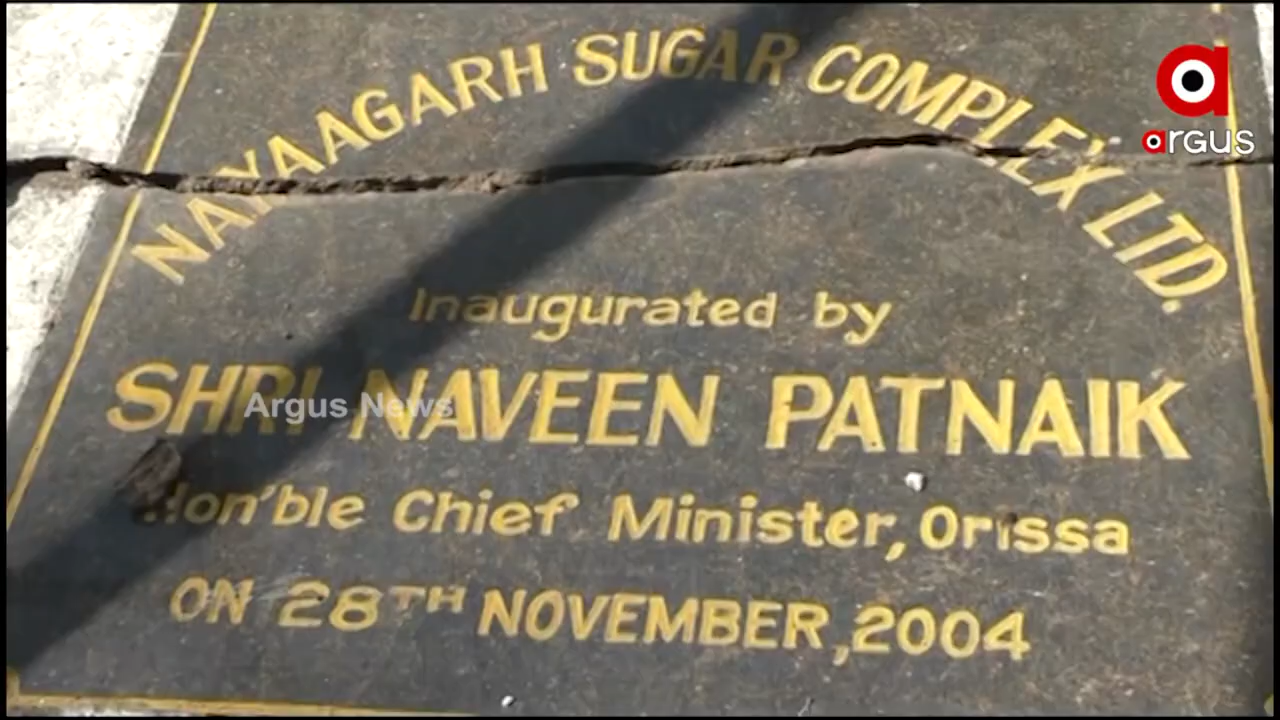 NAYAAGARH SUGAR COMPLEX LTD.
argus
Inaugurated by
SHRI NAVEEN PATNAIK
Argus News
Hon'ble Chief Minister, Orissa
ON 28TH NOVEMBER, 2004